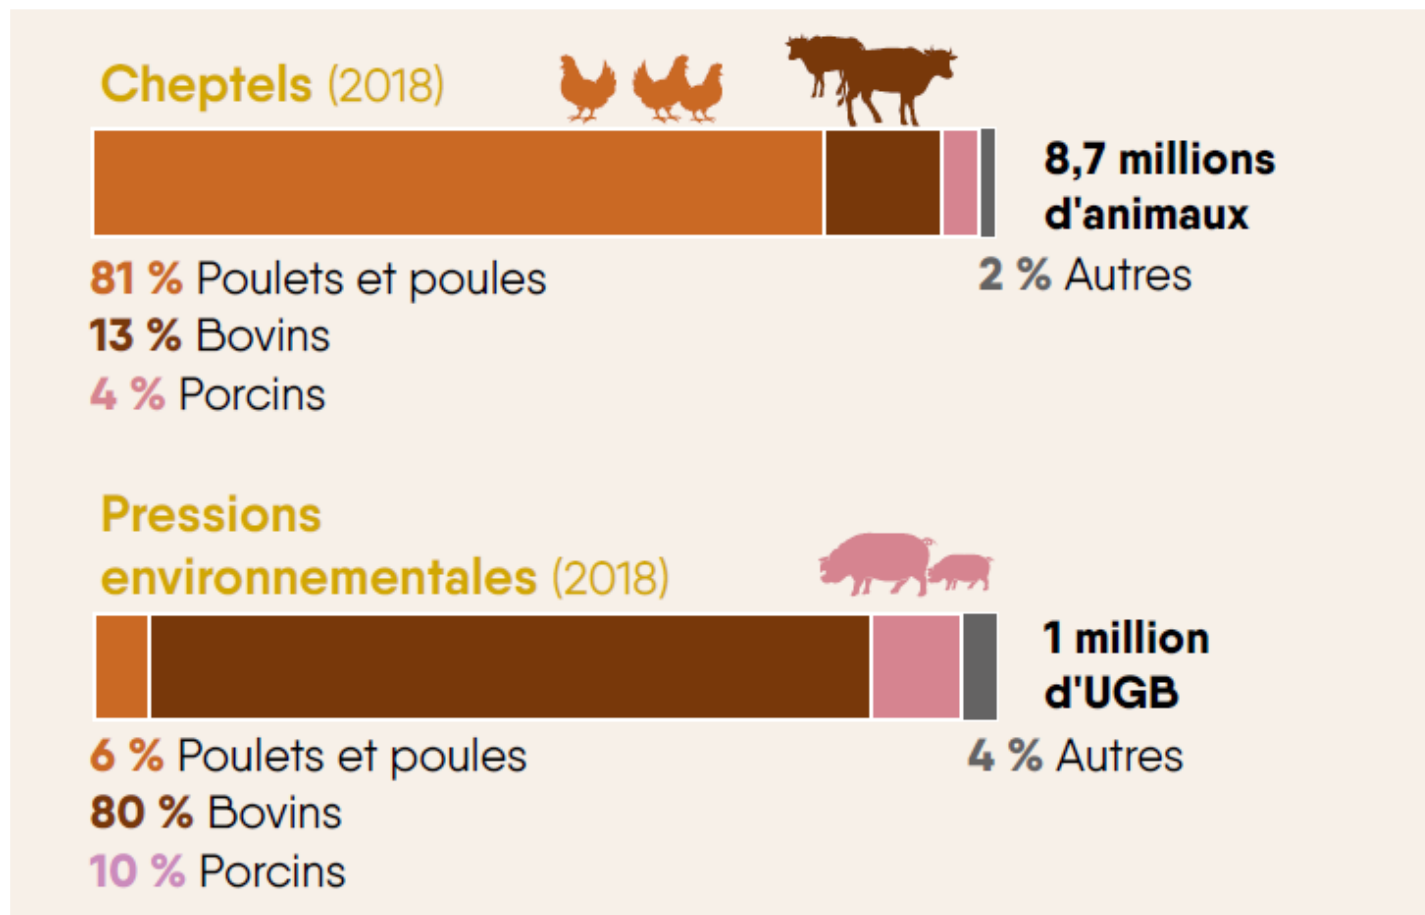 Cheptels (2018)
8,7 millions
d'animaux
81 % Poulets et poules
2 % Autres
13 % Bovins
4 % Porcins
Pressions
environnementales (2018)
1 million
d'UGB
6 % Poulets et poules
4 % Autres
80 % Bovins
10 % Porcins